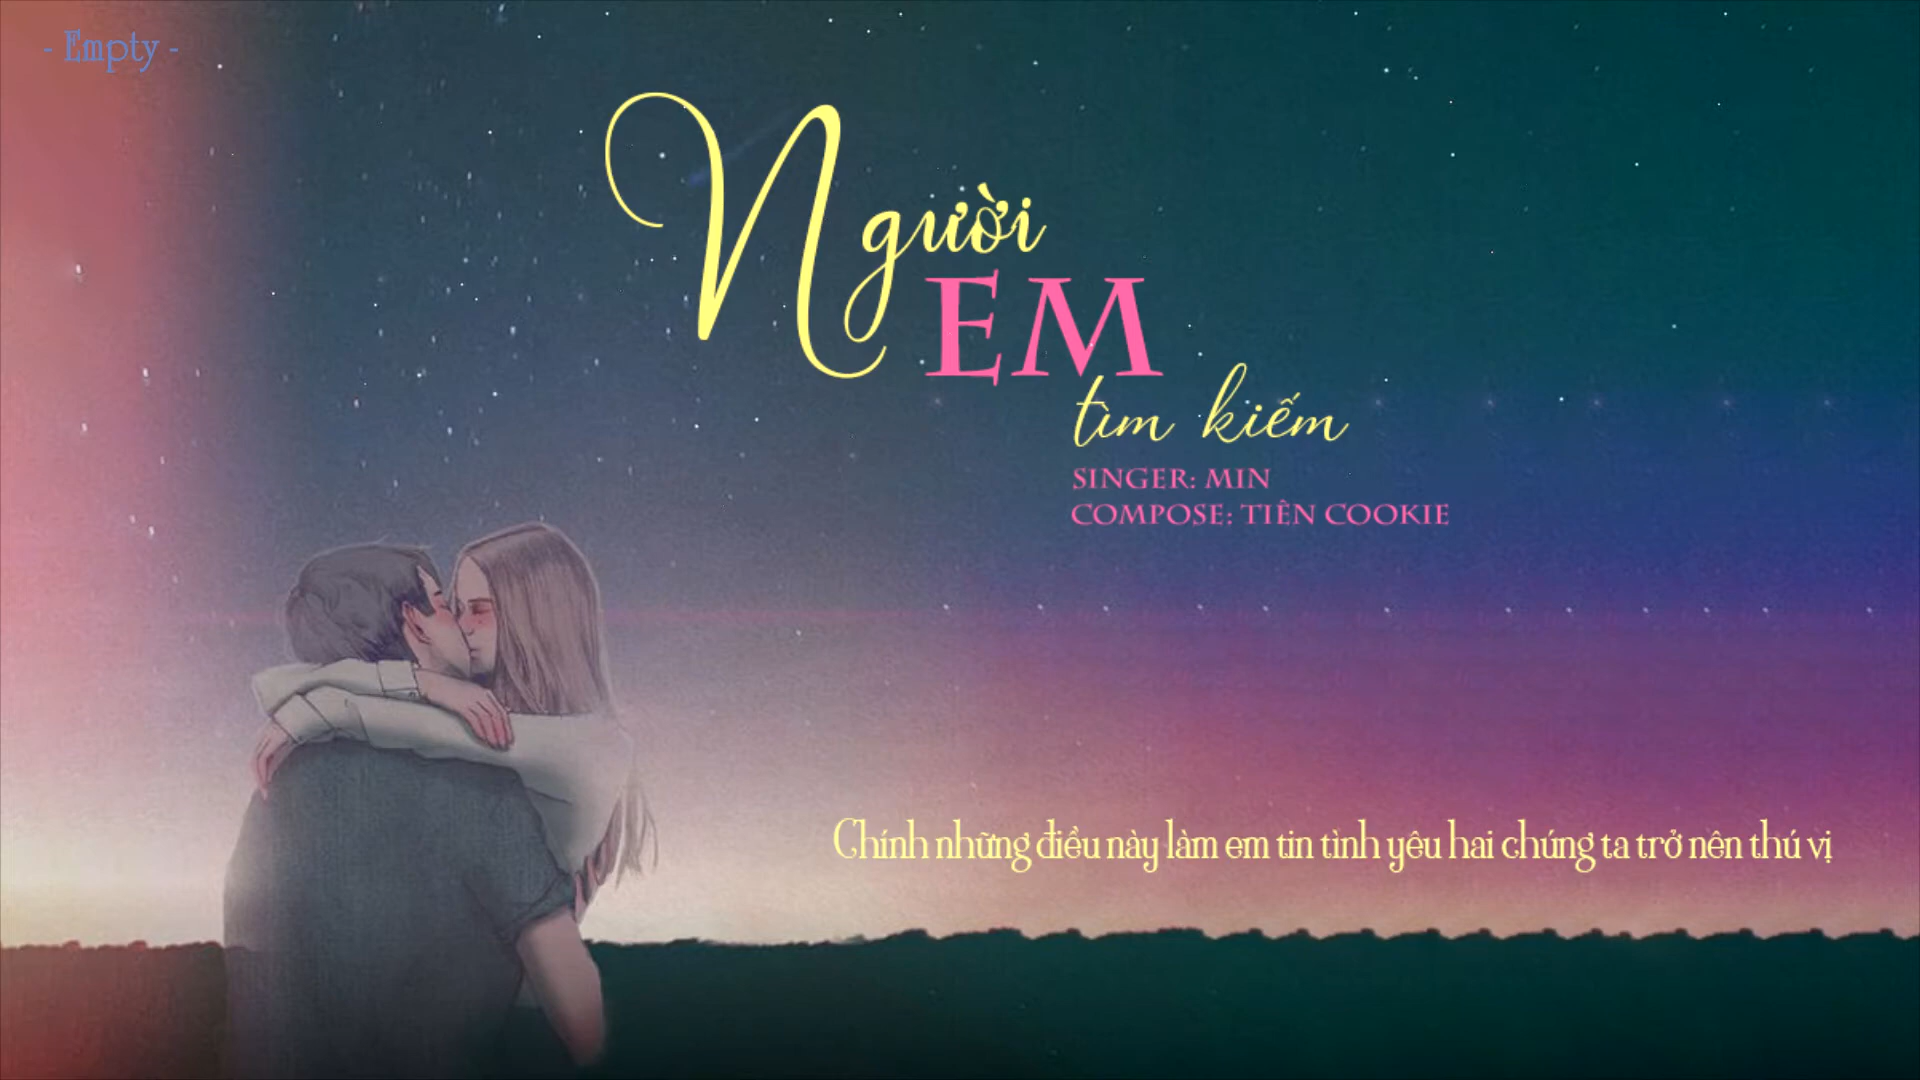 - Empty -
Người
EM
tìm kiếm
SINGER: MIN
COMPOSE: TIÊN COOKIE
Chính những điều này làm em tin tình yêu hai chúng ta trở nên thú vị